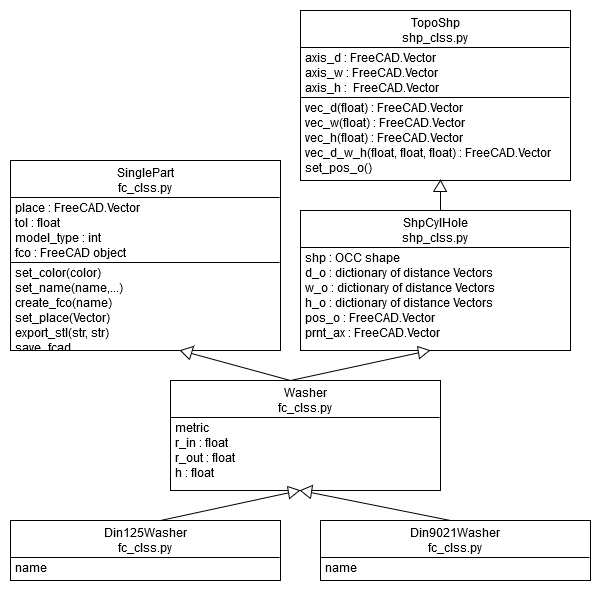 TopoShp
shp_clss.py
axis_d : FreeCAD.Vector
axis_w : FreeCAD.Vector
axis_h :  FreeCAD.Vector
vec_d(float) : FreeCAD.Vector
vec_w(float) : FreeCAD.Vector
vec_h(float) : FreeCAD.Vector
vec_d_w_h(float, float, float) : FreeCAD.Vector
set_pos_o()
SinglePart
fc_clss.py
place : FreeCAD.Vector
tol : float
model_type : int
fco : FreeCAD object
set_color(color)
set_name(name,...)
create_fco(name)
set_place(Vector)
export_stl(str, str)
save_fcad
ShpCylHole
shp_clss.py
shp : OCC shape
d_o : dictionary of distance Vectors
w_o : dictionary of distance Vectors
h_o : dictionary of distance Vectors
pos_o : FreeCAD.Vector
prnt_ax : FreeCAD.Vector
Washer
fc_clss.py
metric
r_in : float
r_out : float
h : float
Din125Washer
fc_clss.py
name
Din9021Washer
fc_clss.py
name